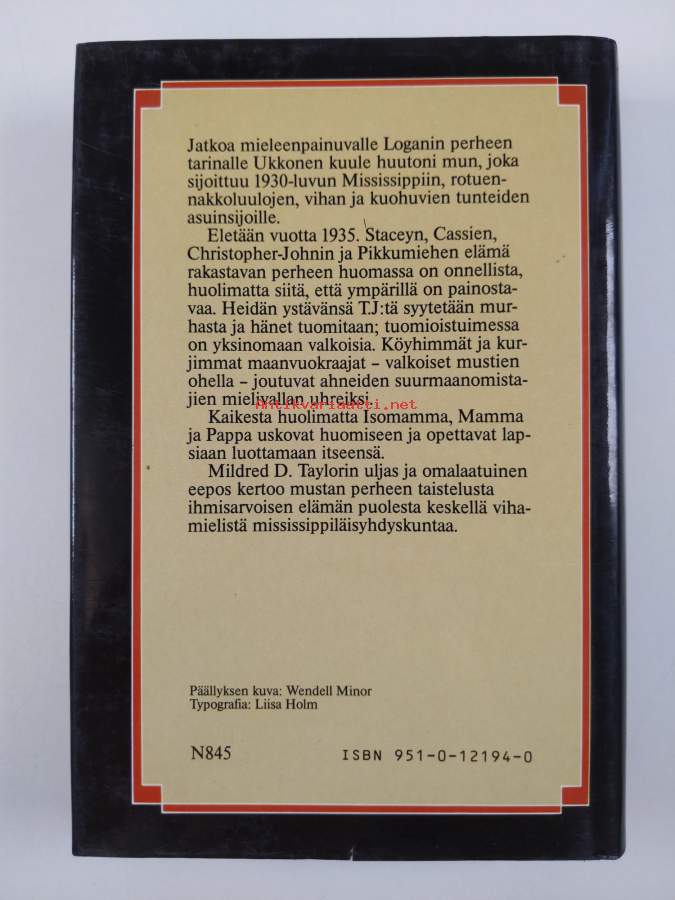 Jatkoa mieleenpainuvalle Loganin perheen
tarinalle Ukkonen kuule huutoni mun, joka
sijoittuu 1930-luvun Mississippiin, rotuen-
nakkoluulojen, vihan ja kuohuvien tunteiden
asuinsijoille.
Eletään vuotta 1935. Staceyn, Cassien,
Christopher-Johnin ja Pikkumiehen elämä
rakastavan perheen huomassa on onnellista,
huolimatta siitä, että ympärillä on painosta-
vaa. Heidän ystävänsä T.J:tä syytetään mur-
hasta ja hänet tuomitaan; tuomioistuimessa
on yksinomaan valkoisia. Köyhimmät ja kur-
jimmat maanvuokraajat – valkoiset mustien
ohella – joutuvat ahneiden suurmaanomista-
jien mielivallan uhreiksi.
Antikvariaatti.net
Kaikesta huolimatta Isomamma, Mamma
ja Pappa uskovat huomiseen ja opettavat lap-
siaan luottamaan itseensä.
Mildred D. Taylorin uljas ja omalaatuinen
eepos kertoo mustan perheen taistelusta
ihmisarvoisen elämän puolesta keskellä viha-
mielistä mississippiläisyhdyskuntaa.
Päällyksen kuva: Wendell Minor
Typografia: Liisa Holm
N845
ISBN 951-0-12194-0